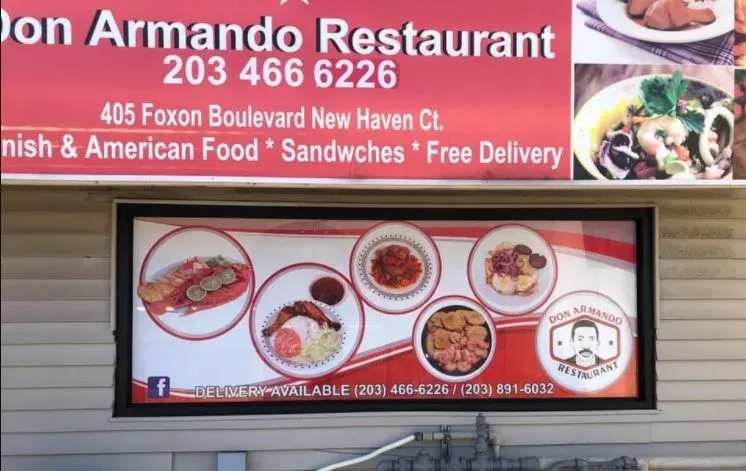 Don Armando Restaurant
203 466 6226
405 Foxon Boulevard New Haven Ct.
nish & American Food * Sandwches * Free Delivery
DON ARMANDO
RESTAURANT
f
DELIVERY AVAILABLE (203) 466-6226 / (203) 891-6032